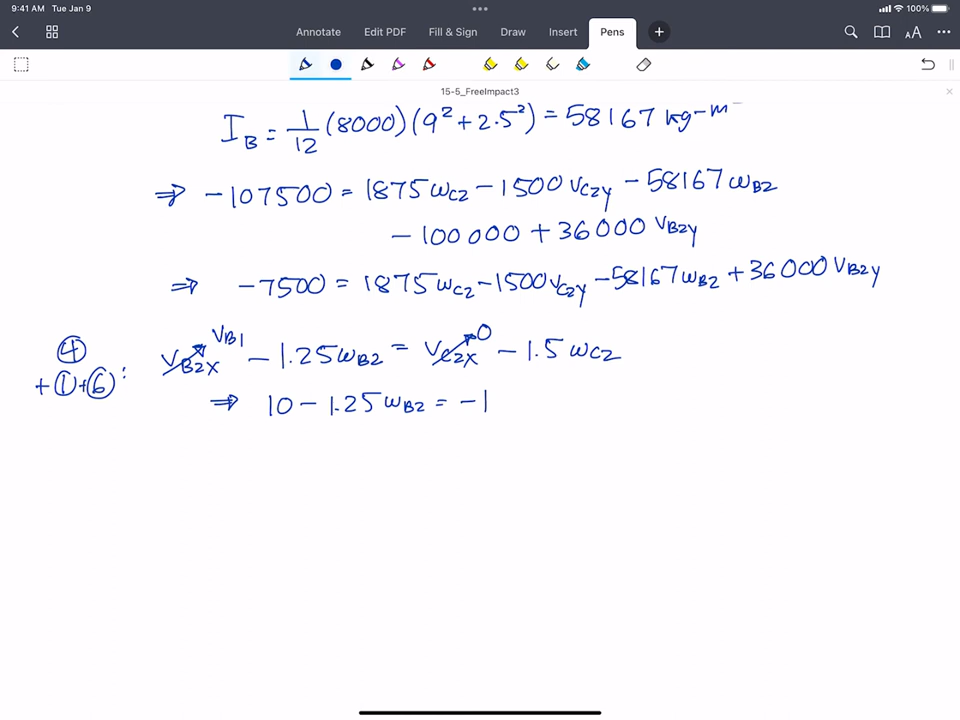 9:41 AM Tue Jan 9
100%
Annotate Edit PDF Fill & Sign Draw Insert Pens
AA
15-5_FreeImpact3
I_B = 1/12 (8000)(9² + 2.5²) = 58167 kg-m
⇒ -107500 = 1875 ω_C2 - 1500 v_C2y - 58167 ω_B2
- 100 000 + 36000 v_B2y
⇒ -7500 = 1875 ω_C2 - 1500 v_C2y - 58167 ω_B2 + 36000 v_B2y
④ + ① + ⑥ : v_B2x → v_B1 - 1.25 ω_B2 = v_C2x → 0 - 1.5 ω_C2
⇒ 10 - 1.25 ω_B2 = -1